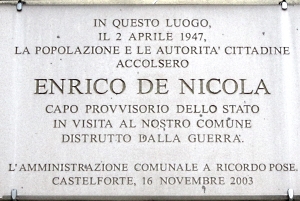 IN QUESTO LUOGO,
IL 2 APRILE 1947,
LA POPOLAZIONE E LE AUTORITA' CITTADINE
ACCOLSERO
ENRICO DE NICOLA
CAPO PROVVISORIO DELLO STATO
IN VISITA AL NOSTRO COMUNE
DISTRUTTO DALLA GUERRA.
L'AMMINISTRAZIONE COMUNALE A RICORDO POSE.
CASTELFORTE, 16 NOVEMBRE 2003